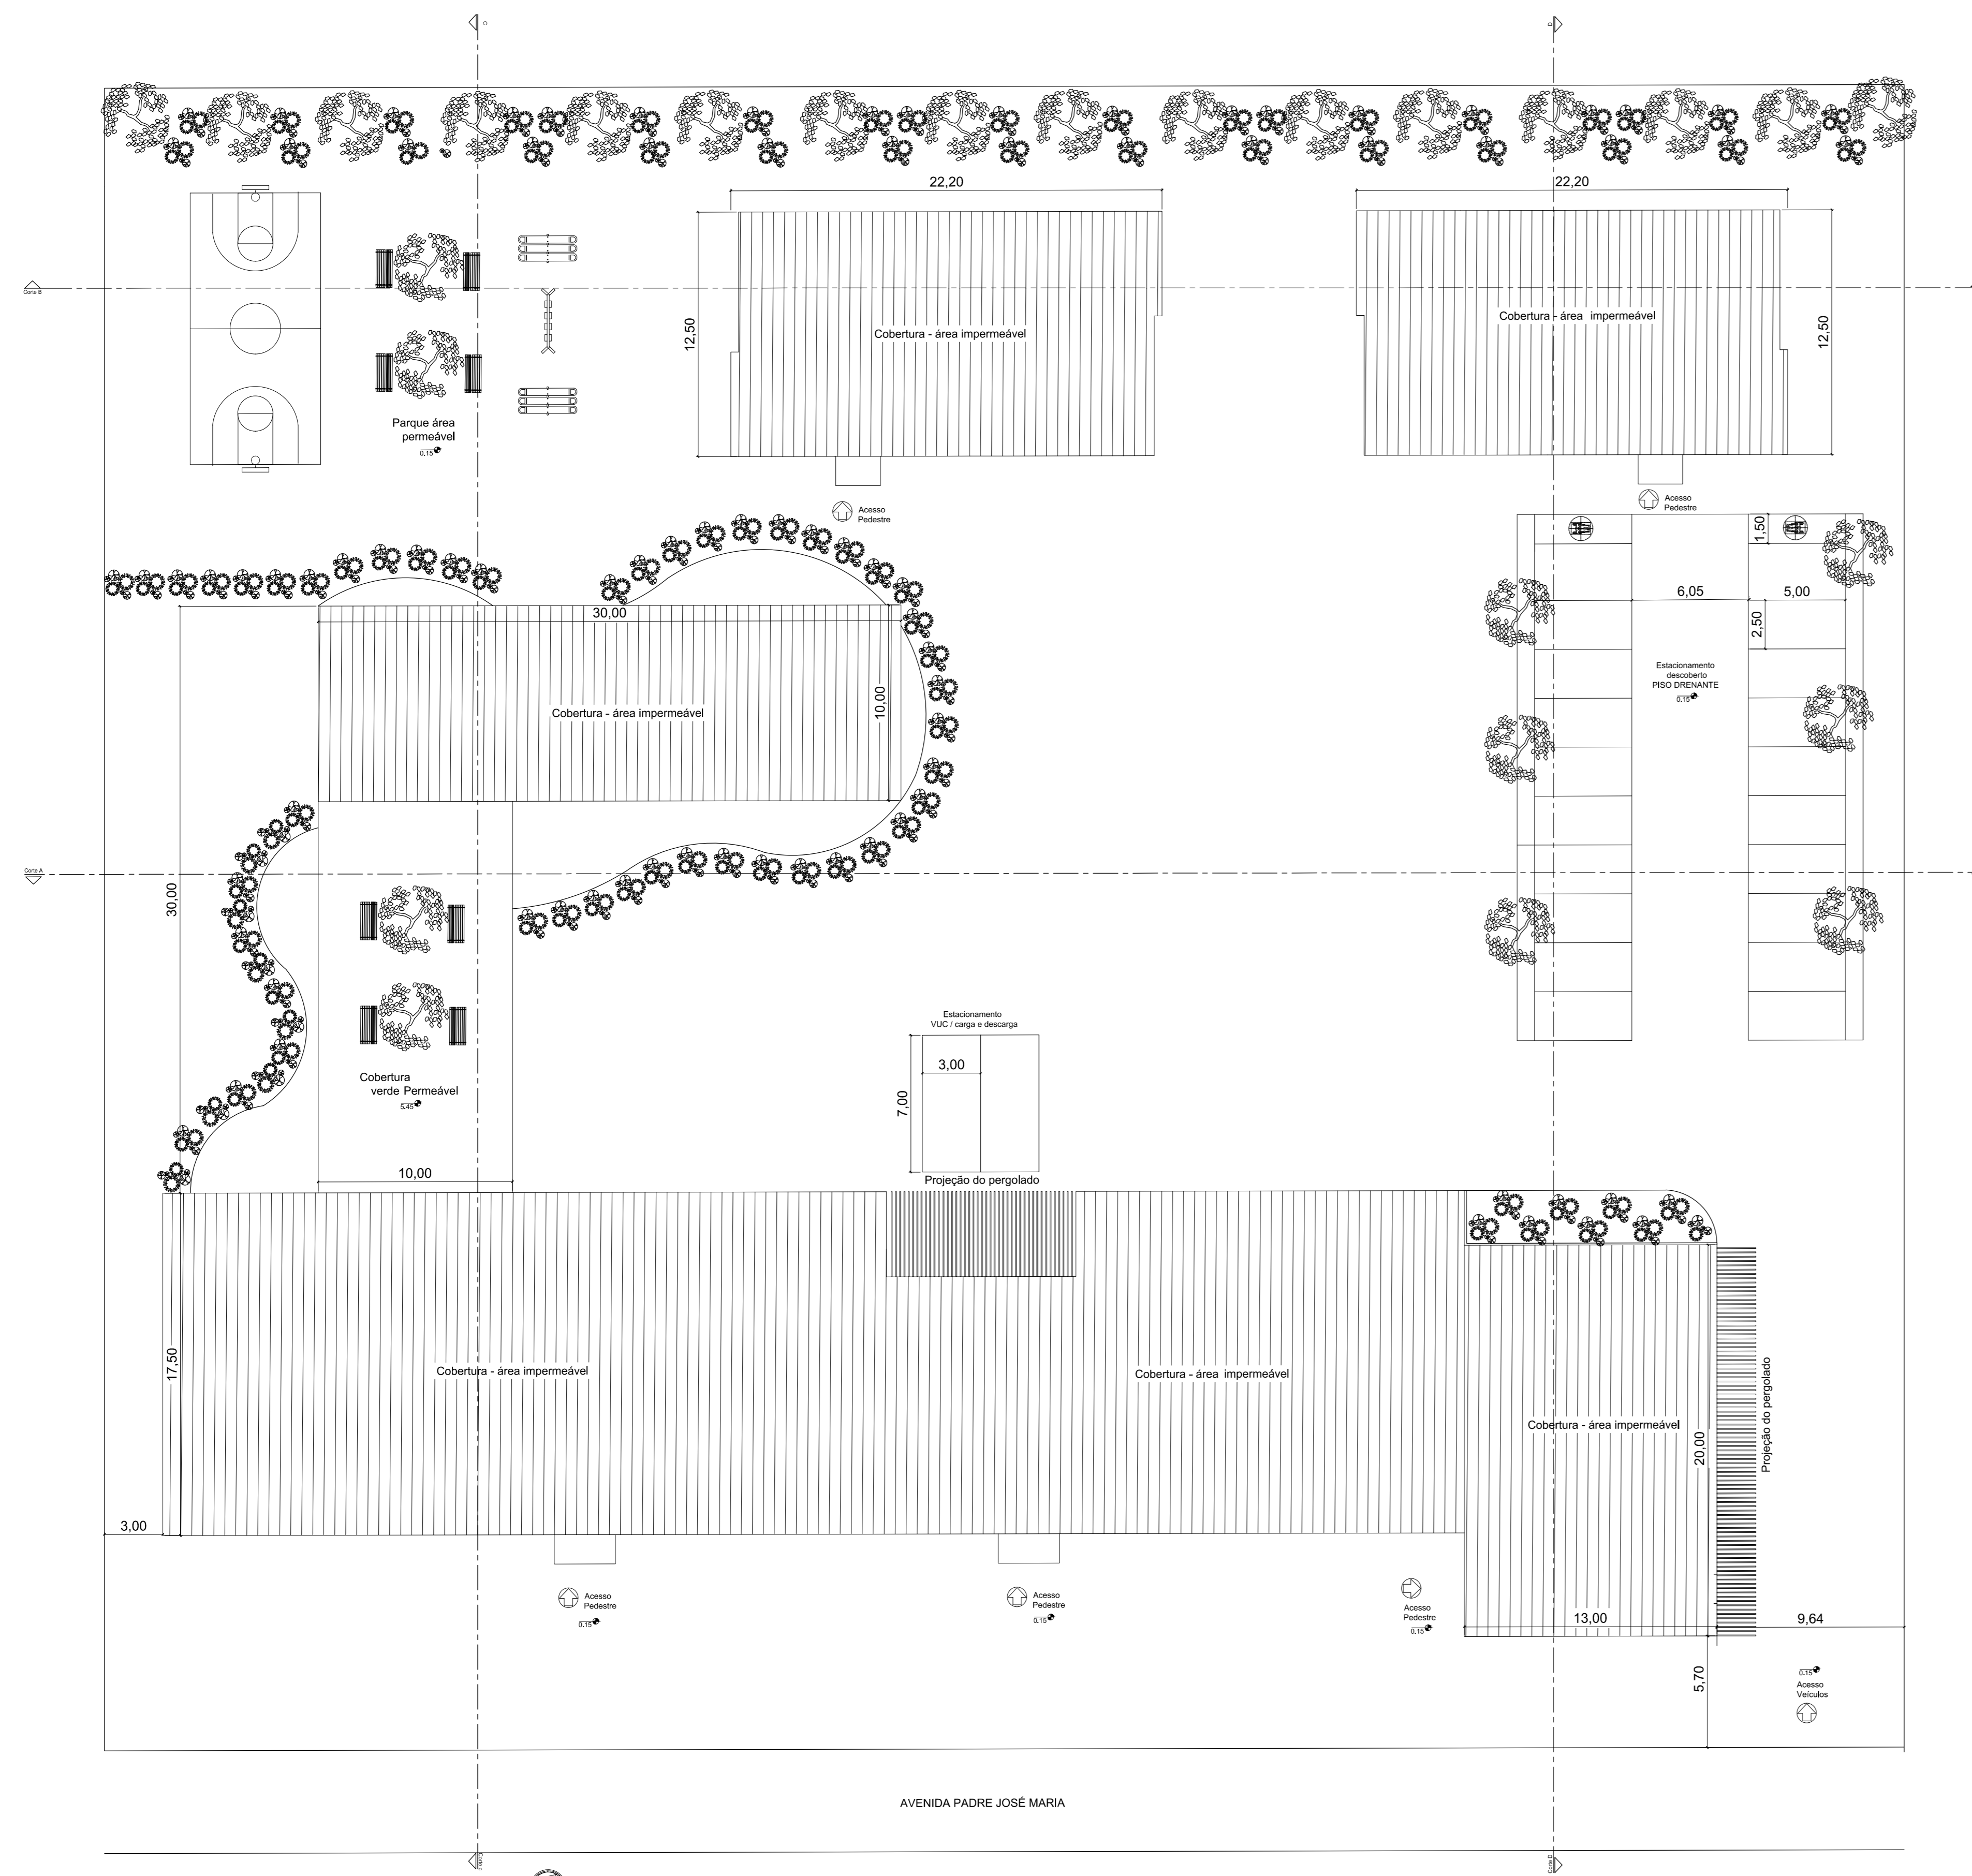 C
D
22,20
22,20
Corte B
12,50
Cobertura - área impermeável
Cobertura - área impermeável
12,50
Parque área
permeável
0.15
Acesso
Pedestre
Acesso
Pedestre
1,50
30,00
6,05
5,00
2,50
Estacionamento
descoberto
PISO DRENANTE
0.15
Cobertura - área impermeável
10,00
Corte A
30,00
Estacionamento
VUC / carga e descarga
3,00
7,00
Cobertura
verde Permeável
5.45
10,00
Projeção do pergolado
17,50
Cobertura - área impermeável
Cobertura - área impermeável
Cobertura - área impermeável
20,00
Projeção do pergolado
3,00
Acesso
Pedestre
0.15
Acesso
Pedestre
0.15
Acesso
Pedestre
0.15
13,00
9,64
5,70
0.15
Acesso
Veículos
AVENIDA PADRE JOSÉ MARIA
Corte C
Corte D